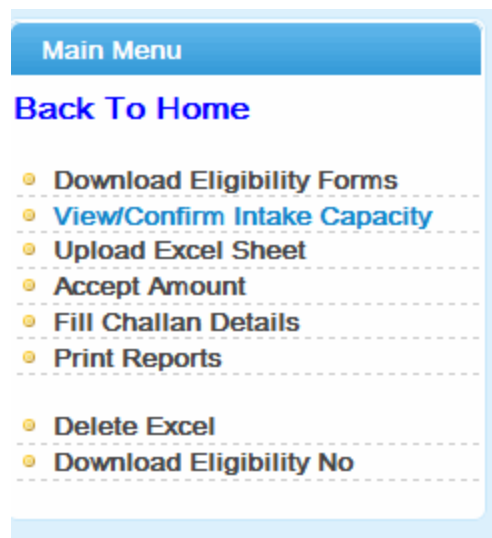 Main Menu
Back To Home
Download Eligibility Forms
View/Confirm Intake Capacity
Upload Excel Sheet
Accept Amount
Fill Challan Details
Print Reports
Delete Excel
Download Eligibility No